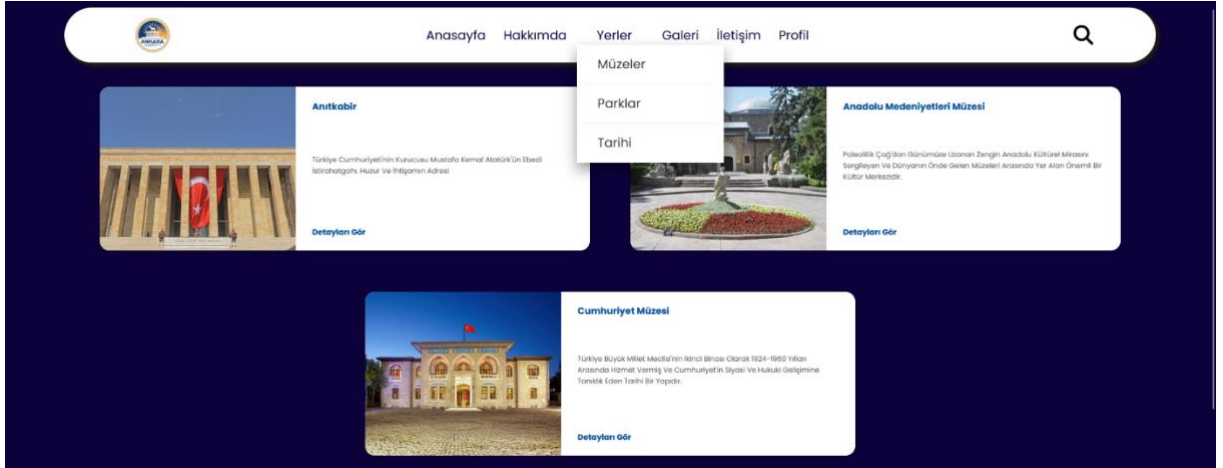 ANKARA
Anasayfa Hakkımda Yerler Galeri İletişim Profil
Müzeler
Parklar
Tarihi
Anıtkabir
Türkiye Cumhuriyeti'nin Kurucusu Mustafa Kemal Atatürk'ün Ebedi
İstirahatgahı. Huzur Ve İhtişamın Adresi
Detayları Gör
Anadolu Medeniyetleri Müzesi
Paleolitik Çağ'dan Günümüze Uzanan Zengin Anadolu Kültürel Mirasını
Sergileyen Ve Dünyanın Önde Gelen Müzeleri Arasında Yer Alan Önemli Bir
Kültür Merkezidir.
Detayları Gör
Cumhuriyet Müzesi
Türkiye Büyük Millet Meclisi'nin İkinci Binası Olarak 1924-1960 Yılları
Arasında Hizmet Vermiş Ve Cumhuriyet'in Siyasi Ve Hukuki Gelişimine
Tanıklık Eden Tarihi Bir Yapıdır.
Detayları Gör